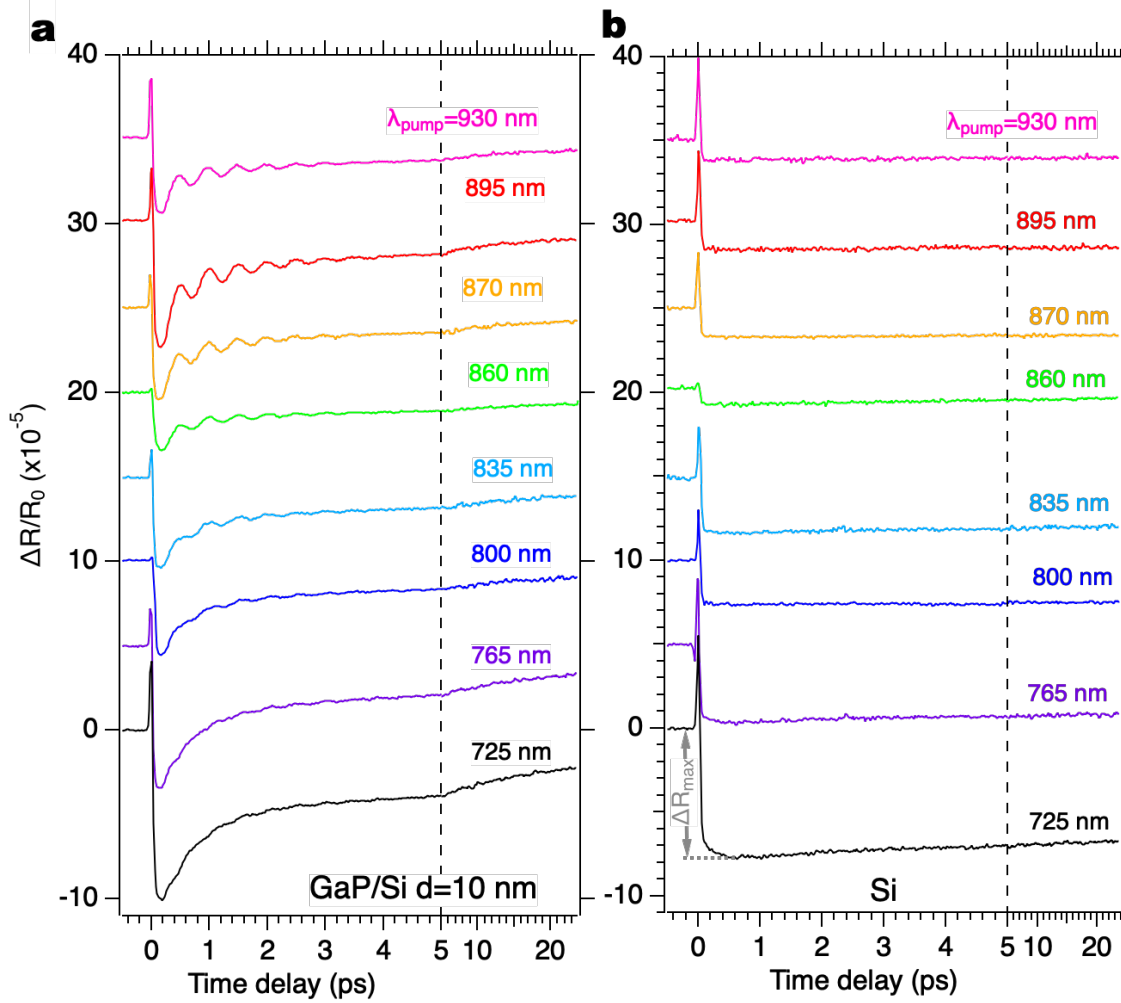 a
b
40
30
20
10
0
-10
ΔR/R₀ (x10⁻⁵)
λpump=930 nm
895 nm
870 nm
860 nm
835 nm
800 nm
765 nm
725 nm
GaP/Si d=10 nm
0 1 2 3 4 5 10 20
Time delay (ps)
40
30
20
10
0
-10
λpump=930 nm
895 nm
870 nm
860 nm
835 nm
800 nm
765 nm
ΔRmax
725 nm
Si
0 1 2 3 4 5 10 20
Time delay (ps)